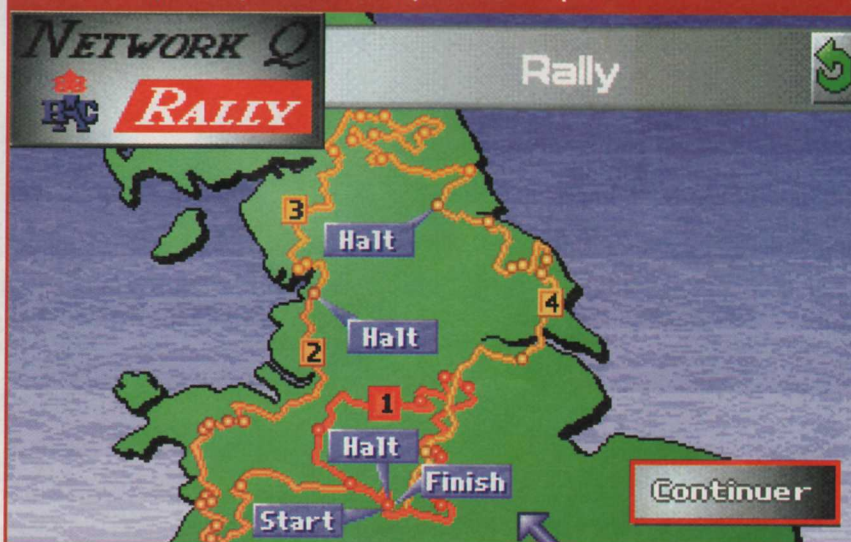 NETWORK Q
RAC RALLY
Rally
3
Halt
4
Halt
2
1
Halt
Finish
Start
Continuer